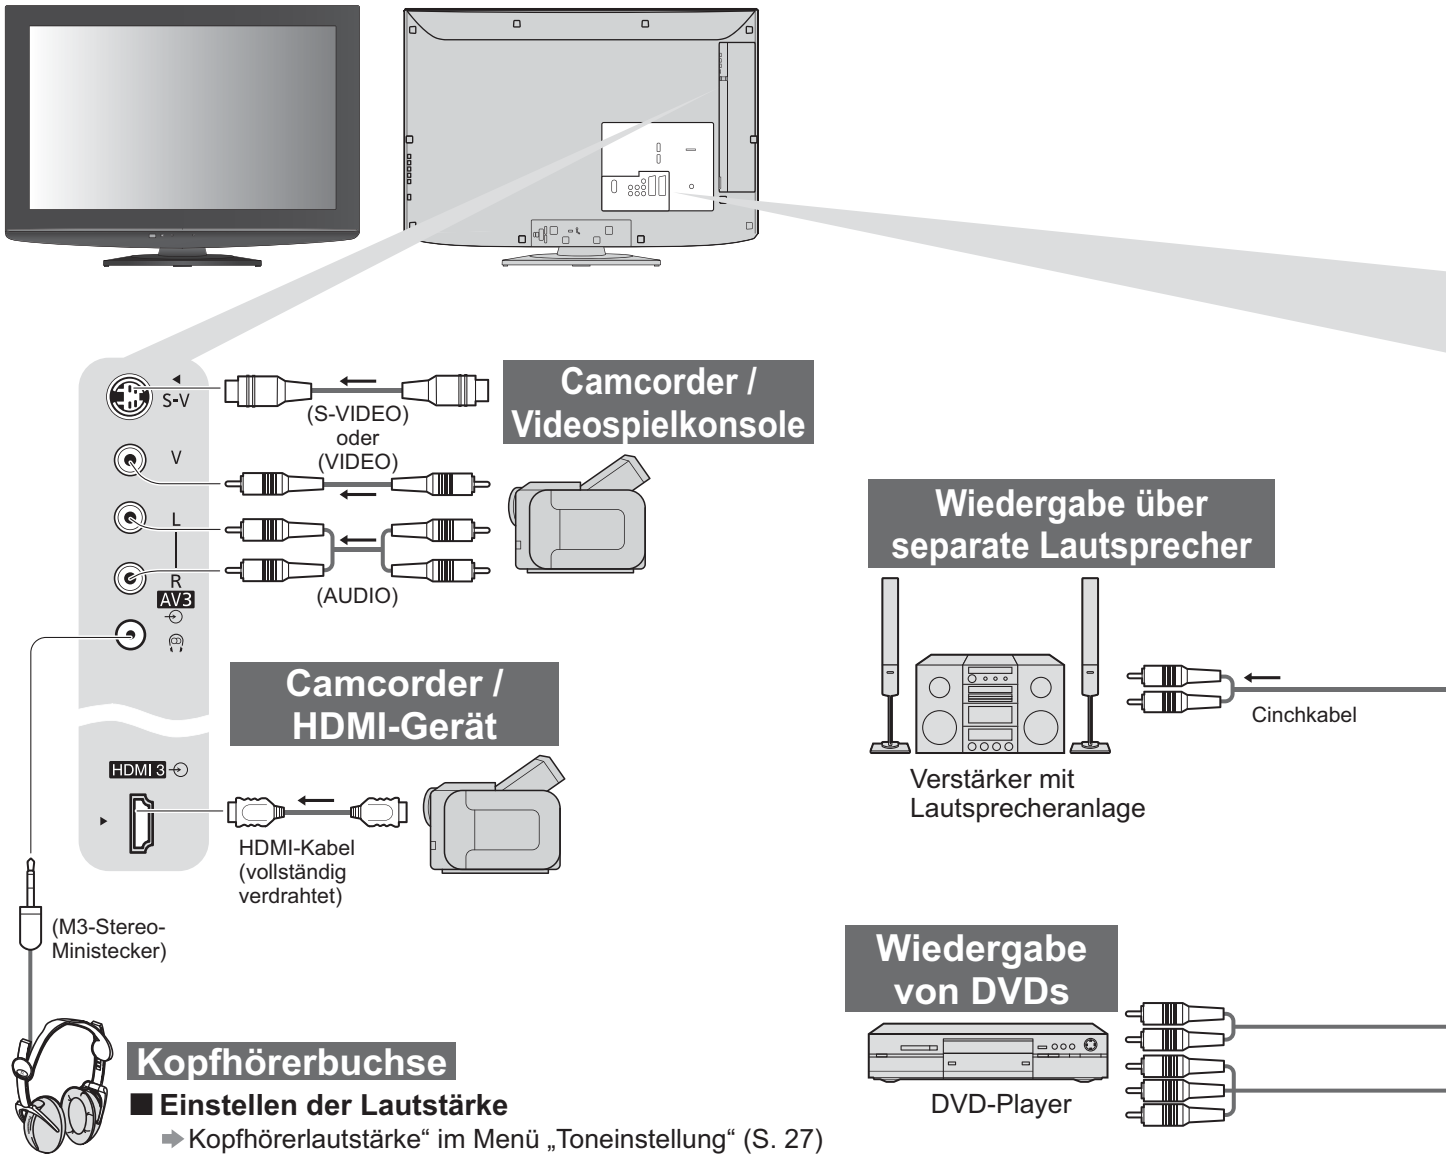 S-V
V
L
R
AV3
(S-VIDEO)
oder
(VIDEO)
(AUDIO)
Camcorder /
Videospielkonsole
Camcorder /
HDMI-Gerät
HDMI 3
HDMI-Kabel
(vollständig
verdrahtet)
(M3-Stereo-
Ministecker)
Kopfhörerbuchse
■ Einstellen der Lautstärke
Kopfhörerlautstärke“ im Menü „Toneinstellung“ (S. 27)
Wiedergabe über
separate Lautsprecher
Cinchkabel
Verstärker mit
Lautsprecheranlage
Wiedergabe
von DVDs
DVD-Player